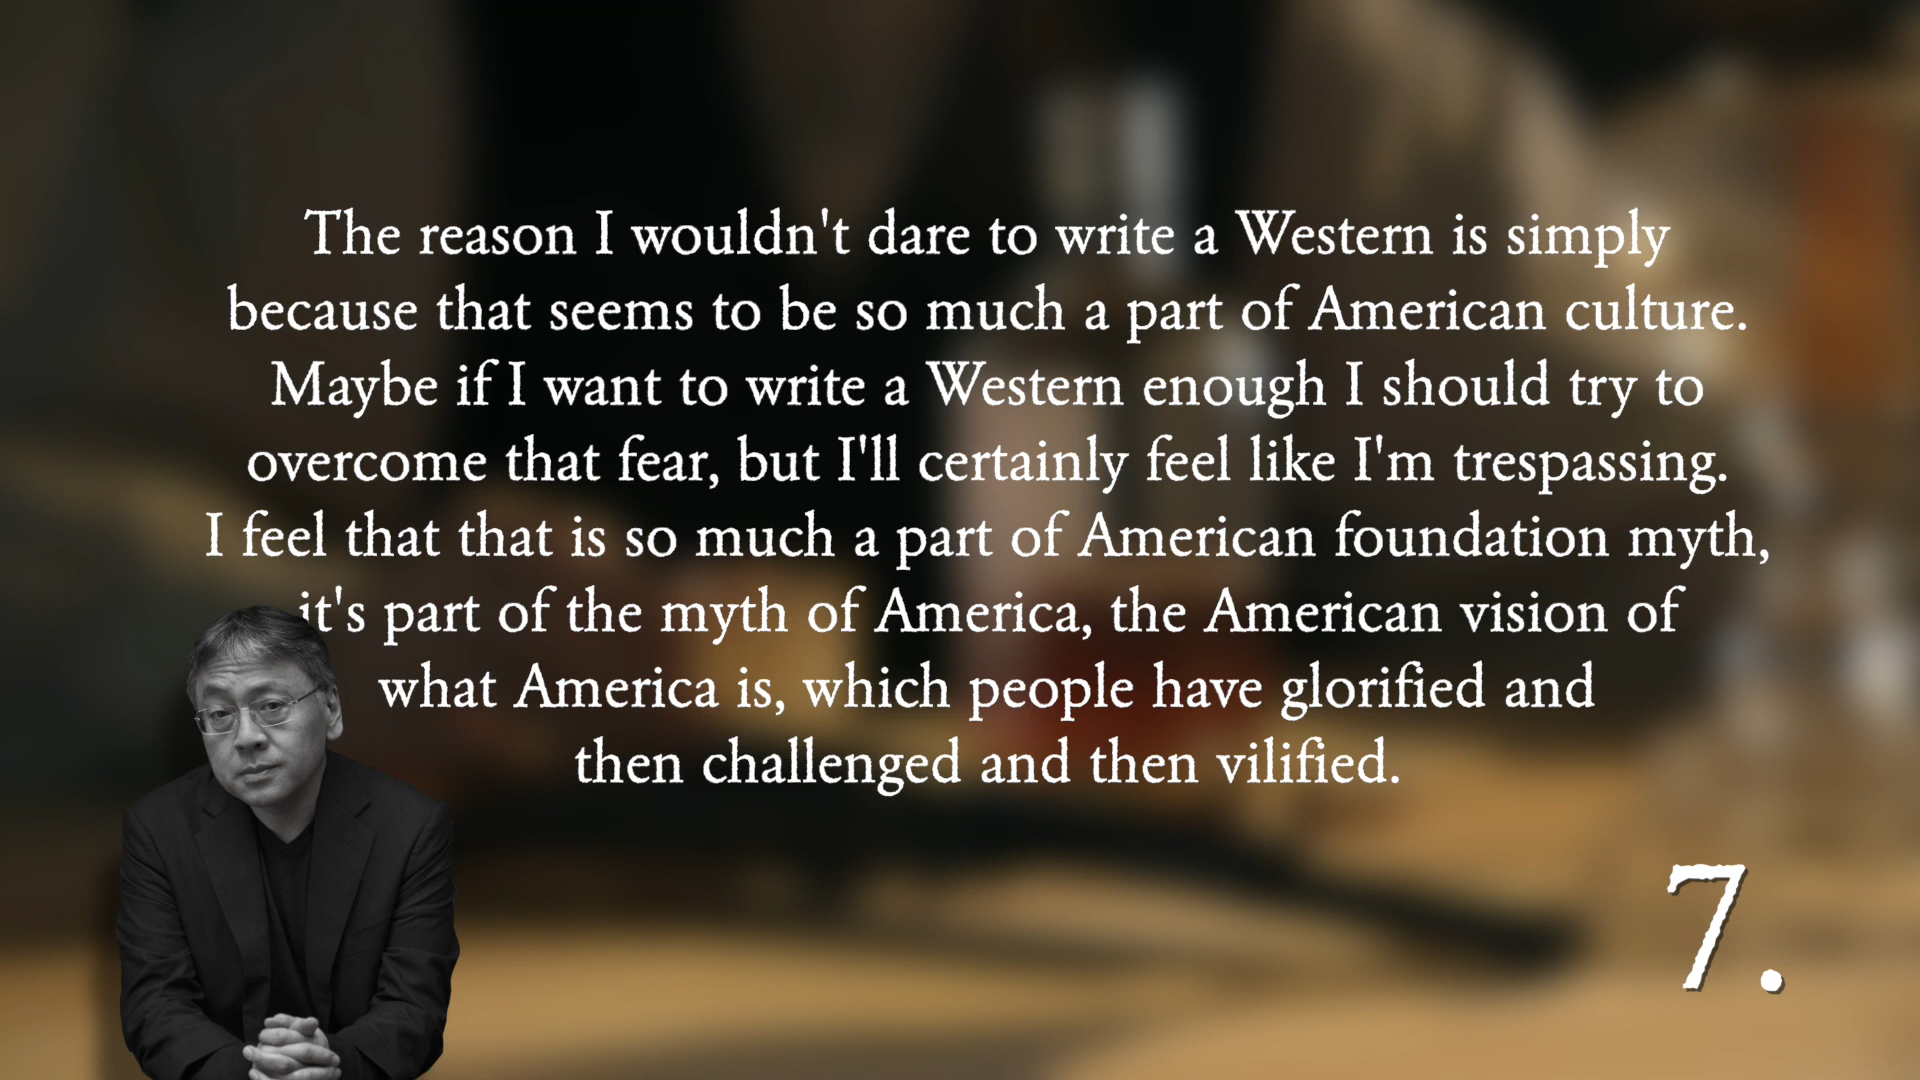 The reason I wouldn't dare to write a Western is simply
because that seems to be so much a part of American culture.
Maybe if I want to write a Western enough I should try to
overcome that fear, but I'll certainly feel like I'm trespassing.
I feel that that is so much a part of American foundation myth,
it's part of the myth of America, the American vision of
what America is, which people have glorified and
then challenged and then vilified.
7.